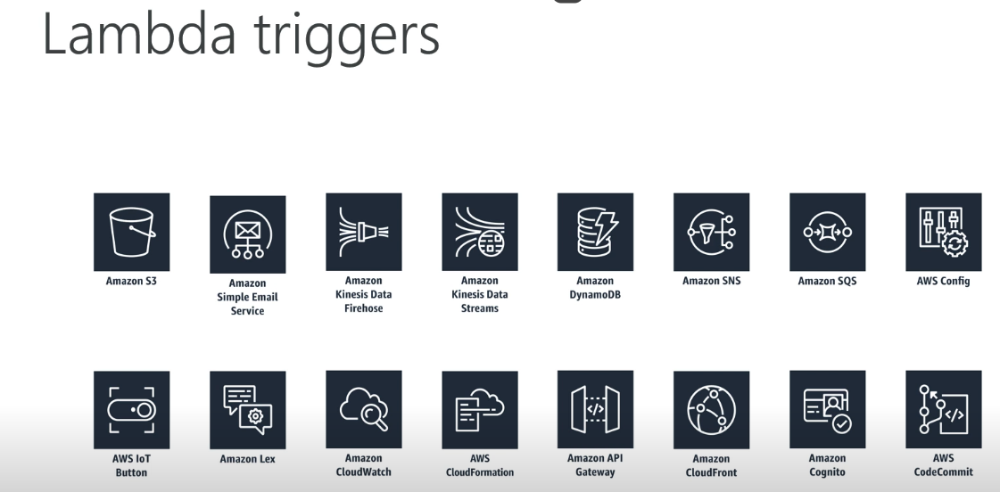 Lambda triggers
Amazon S3
Amazon
Simple Email
Service
Amazon
Kinesis Data
Firehose
Amazon
Kinesis Data
Streams
Amazon
DynamoDB
Amazon SNS
Amazon SQS
AWS Config
AWS IoT
Button
Amazon Lex
Amazon
CloudWatch
AWS
CloudFormation
Amazon API
Gateway
Amazon
CloudFront
Amazon
Cognito
AWS
CodeCommit